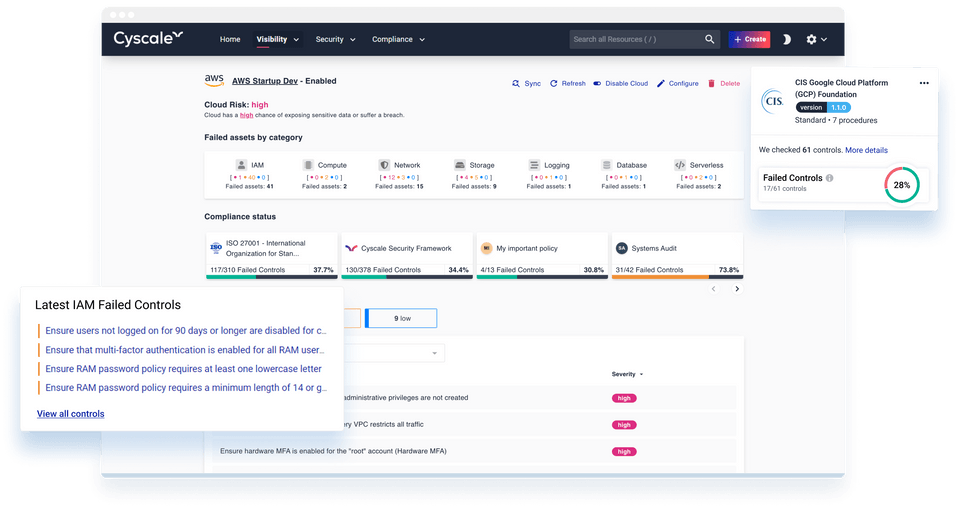 Cyscale
Home Visibility Security Compliance
Search all Resources ( / )
+ Create
aws
AWS Startup Dev - Enabled
Sync Refresh Disable Cloud Configure Delete
Cloud Risk: high
Cloud has a high chance of exposing sensitive data or suffer a breach.
Failed assets by category
IAM Compute Network Storage Logging Database Serverless
[ • 1 • 40 • 0 ] [ • 0 • 2 • 0 ] [ • 12 • 3 • 0 ] [ • 4 • 5 • 0 ] [ • 0 • 1 • 0 ] [ • 0 • 1 • 0 ] [ • 0 • 2 • 0 ]
Failed assets: 41 Failed assets: 2 Failed assets: 15 Failed assets: 9 Failed assets: 1 Failed assets: 1 Failed assets: 2
Compliance status
ISO
ISO 27001 - International
Organization for Stan...
117/310 Failed Controls 37.7%
Cyscale Security Framework
130/378 Failed Controls 34.4%
MI My important policy
4/13 Failed Controls 30.8%
SA Systems Audit
31/42 Failed Controls 73.8%
9 low
Severity
administrative privileges are not created high
ry VPC restricts all traffic high
Ensure hardware MFA is enabled for the "root" account (Hardware MFA) high
CIS.
CIS Google Cloud Platform
(GCP) Foundation
version 1.1.0
Standard • 7 procedures
We checked 61 controls. More details
Failed Controls
17/61 controls
28%
Latest IAM Failed Controls
Ensure users not logged on for 90 days or longer are disabled for c...
Ensure that multi-factor authentication is enabled for all RAM user...
Ensure RAM password policy requires at least one lowercase letter
Ensure RAM password policy requires a minimum length of 14 or g...
View all controls